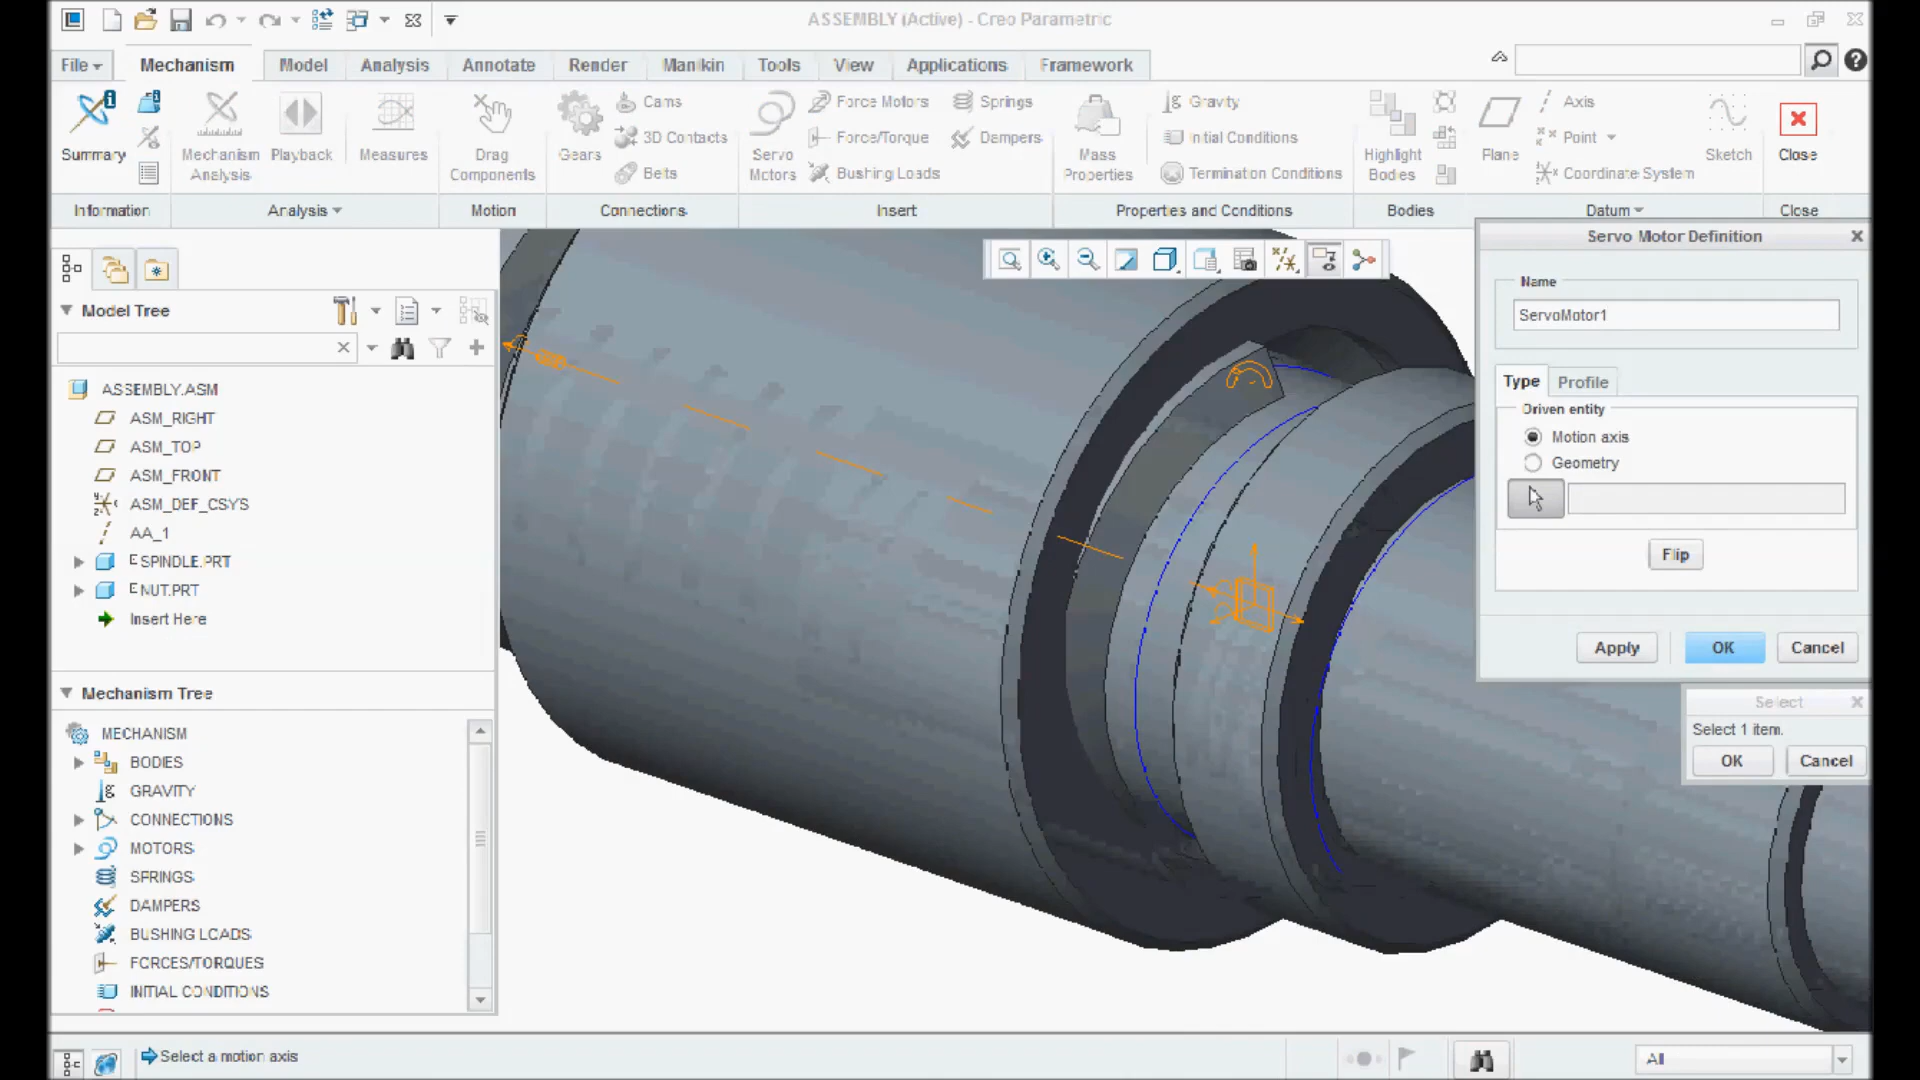 ASSEMBLY (Active) - Creo Parametric
File
Mechanism
Model
Analysis
Annotate
Render
Manikin
Tools
View
Applications
Framework
Summary
Mechanism
Analysis
Playback
Measures
Drag
Components
Gears
Cams
3D Contacts
Belts
Servo
Motors
Force Motors
Force/Torque
Bushing Loads
Springs
Dampers
Mass
Properties
Gravity
Initial Conditions
Termination Conditions
Highlight
Bodies
Plane
Axis
Point
Coordinate System
Sketch
Close
Information
Analysis
Motion
Connections
Insert
Properties and Conditions
Bodies
Datum
Close
Model Tree
ASSEMBLY.ASM
ASM_RIGHT
ASM_TOP
ASM_FRONT
ASM_DEF_CSYS
AA_1
SPINDLE.PRT
NUT.PRT
Insert Here
Mechanism Tree
MECHANISM
BODIES
GRAVITY
CONNECTIONS
MOTORS
SPRINGS
DAMPERS
BUSHING LOADS
FORCES/TORQUES
INITIAL CONDITIONS
Servo Motor Definition
Name
ServoMotor1
Type
Profile
Driven entity
Motion axis
Geometry
Flip
Apply
OK
Cancel
Select
Select 1 item.
OK
Cancel
Select a motion axis
All